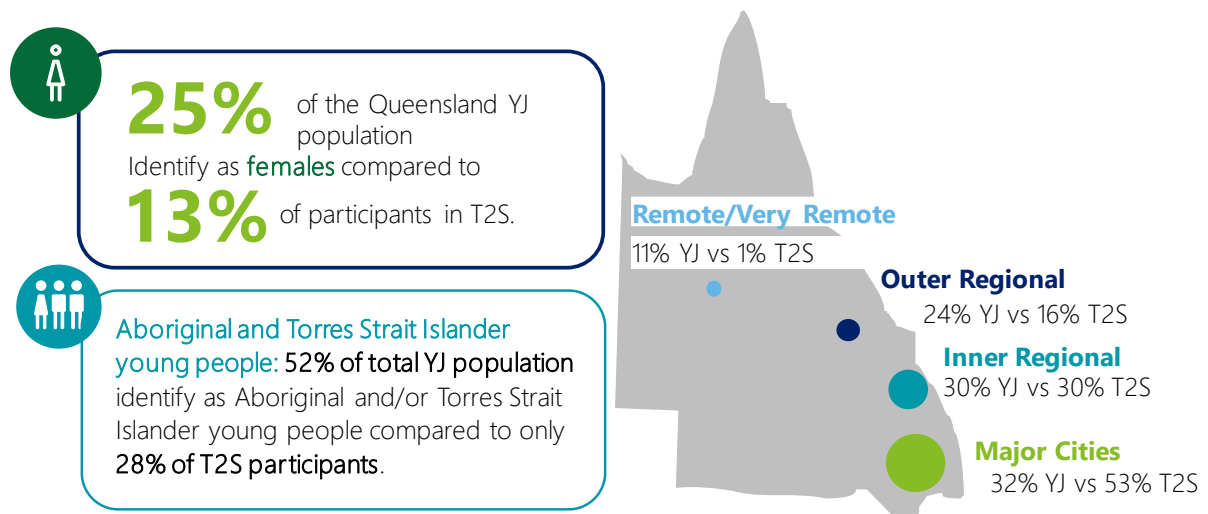 25% of the Queensland YJ
population
Identify as females compared to
13% of participants in T2S.
Aboriginal and Torres Strait Islander
young people: 52% of total YJ population
identify as Aboriginal and/or Torres Strait
Islander young people compared to only
28% of T2S participants.
Remote/Very Remote
11% YJ vs 1% T2S
Outer Regional
24% YJ vs 16% T2S
Inner Regional
30% YJ vs 30% T2S
Major Cities
32% YJ vs 53% T2S